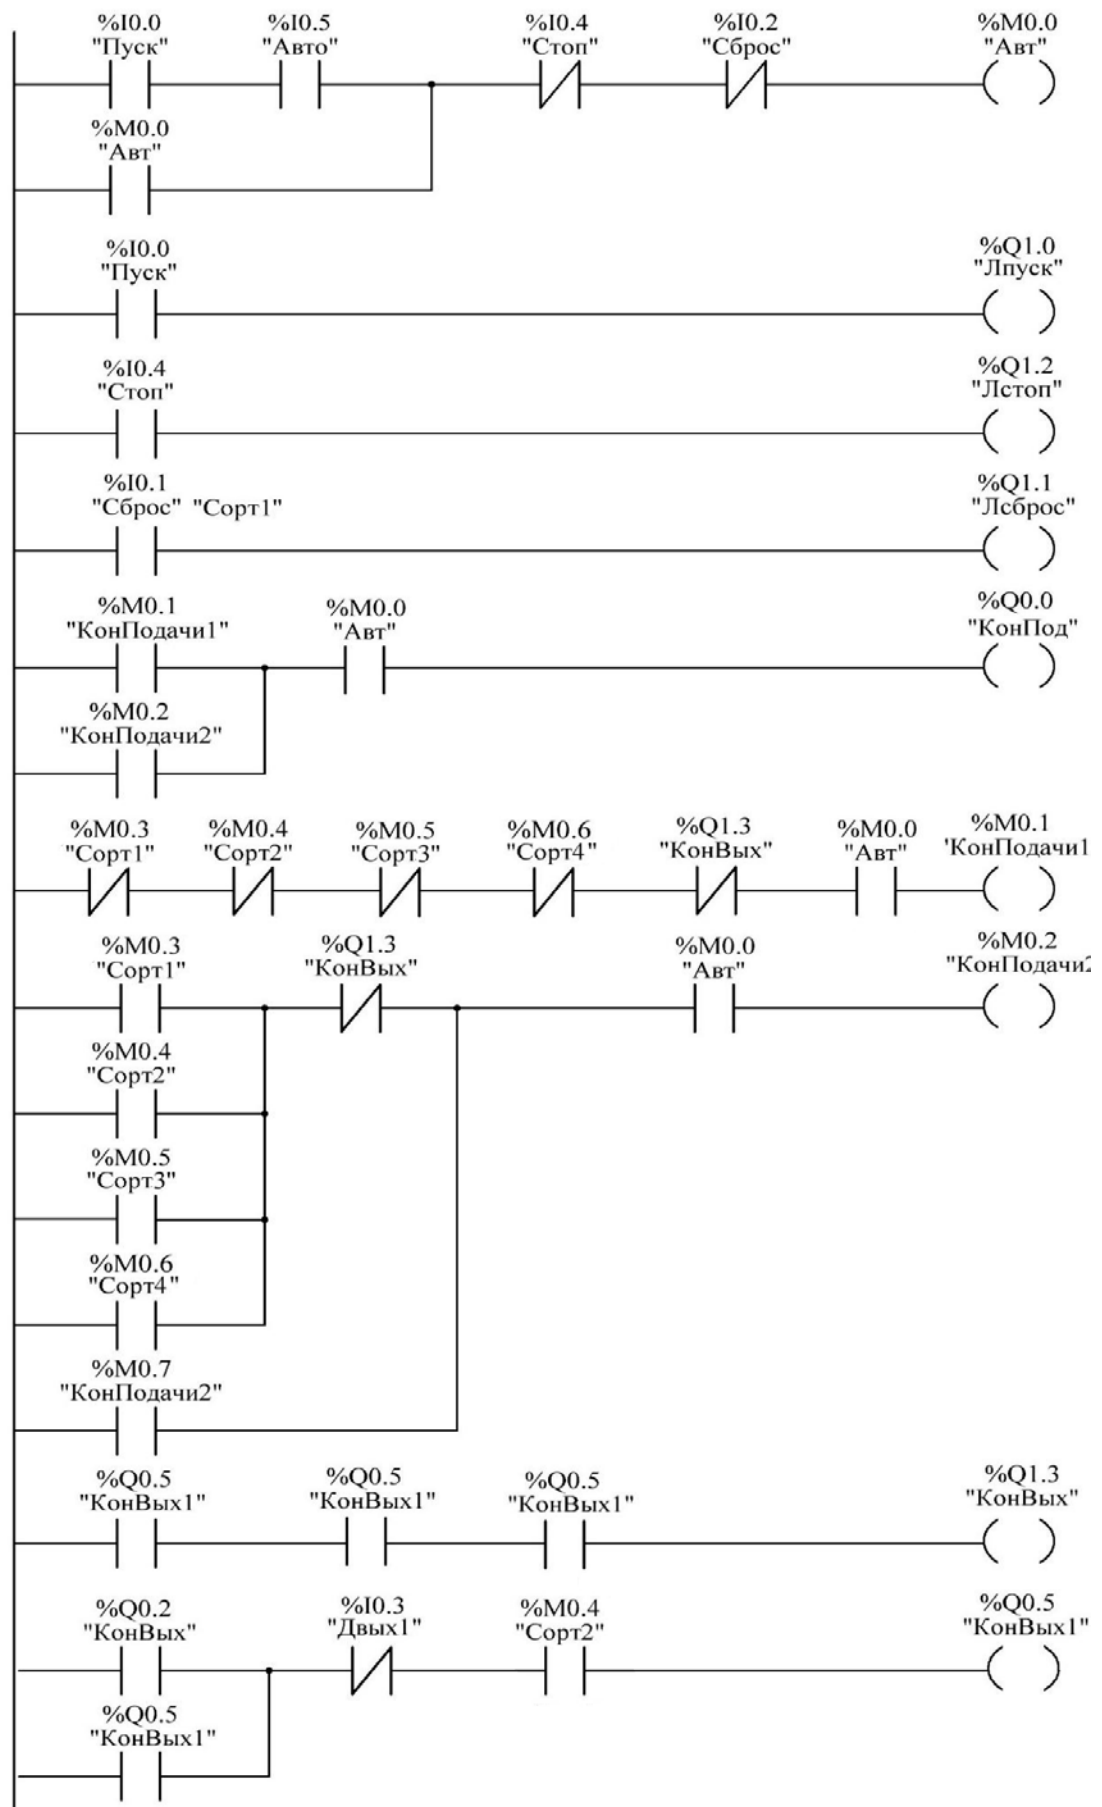 %I0.0 %I0.5 %I0.4 %I0.2 %M0.0
"Пуск" "Авто" "Стоп" "Сброс" "Авт"
%M0.0
"Авт"
%I0.0 %Q1.0
"Пуск" "Лпуск"
%I0.4 %Q1.2
"Стоп" "Лстоп"
%I0.1 %Q1.1
"Сброс" "Сорт1" "Лсброс"
%M0.1 %M0.0 %Q0.0
"КонПодачи1" "Авт" "КонПод"
%M0.2
"КонПодачи2"
%M0.3 %M0.4 %M0.5 %M0.6 %Q1.3 %M0.0 %M0.1
"Сорт1" "Сорт2" "Сорт3" "Сорт4" "КонВых" "Авт" 'КонПодачи1
%M0.3 %Q1.3 %M0.0 %M0.2
"Сорт1" "КонВых" "Авт" "КонПодачи2
%M0.4
"Сорт2"
%M0.5
"Сорт3"
%M0.6
"Сорт4"
%M0.7
"КонПодачи2"
%Q0.5 %Q0.5 %Q0.5 %Q1.3
"КонВых1" "КонВых1" "КонВых1" "КонВых"
%Q0.2 %I0.3 %M0.4 %Q0.5
"КонВых" "Двых1" "Сорт2" "КонВых1"
%Q0.5
"КонВых1"